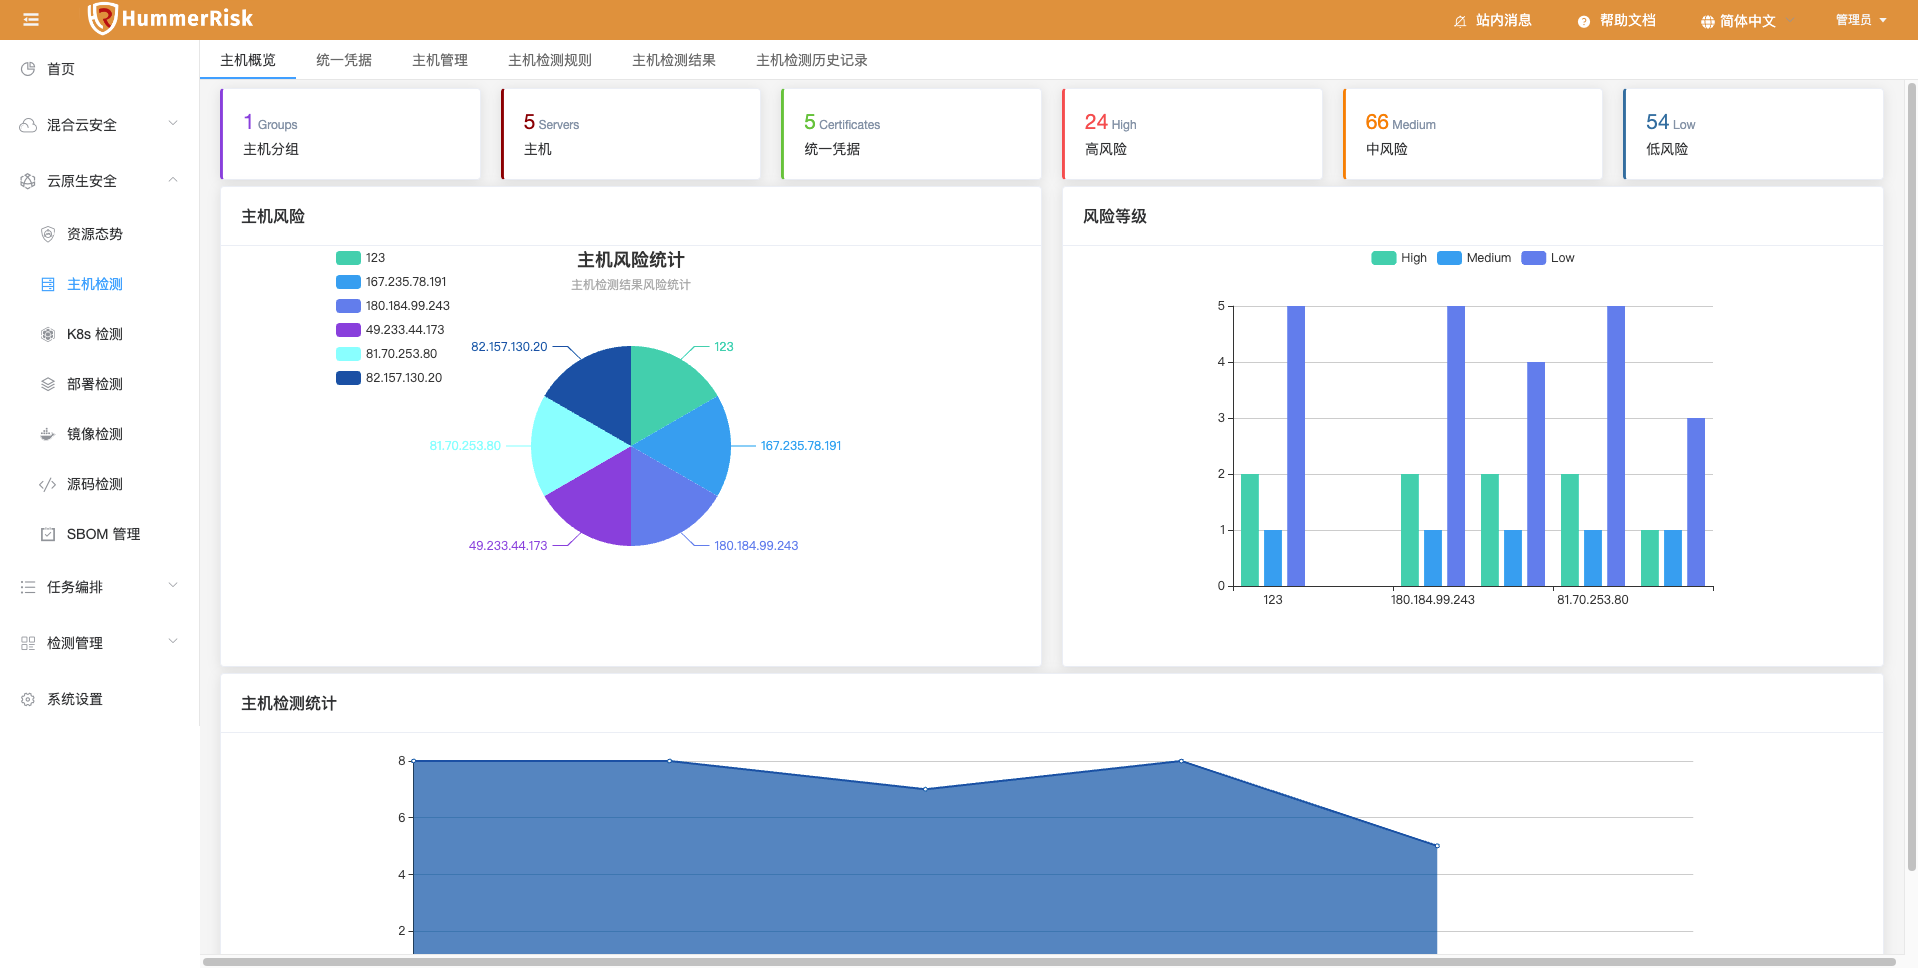 HummerRisk
站内消息
帮助文档
简体中文
管理员
首页
混合云安全
云原生安全
资源态势
主机检测
K8s 检测
部署检测
镜像检测
源码检测
SBOM 管理
任务编排
检测管理
系统设置
主机概览
统一凭据
主机管理
主机检测规则
主机检测结果
主机检测历史记录
1 Groups
主机分组
5 Servers
主机
5 Certificates
统一凭据
24 High
高风险
66 Medium
中风险
54 Low
低风险
主机风险
123
167.235.78.191
180.184.99.243
49.233.44.173
81.70.253.80
82.157.130.20
主机风险统计
主机检测结果风险统计
82.157.130.20
123
81.70.253.80
167.235.78.191
49.233.44.173
180.184.99.243
风险等级
High
Medium
Low
5
4
3
2
1
0
123
180.184.99.243
81.70.253.80
主机检测统计
8
6
4
2